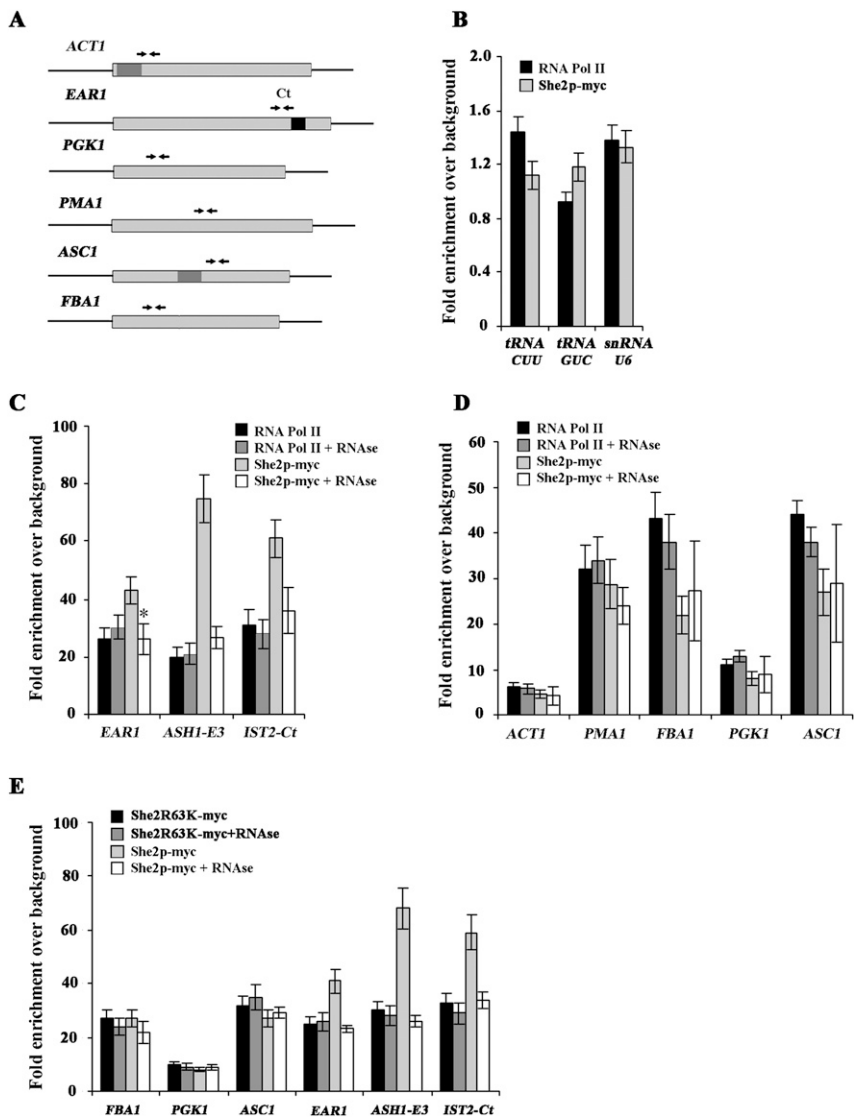 A
ACT1
EAR1
Ct
PGK1
PMA1
ASC1
FBA1
B
Fold enrichment over background
2.0
1.6
1.2
0.8
0.4
0
RNA Pol II
She2p-myc
tRNA tRNA snRNA
CUU GUC U6
C
Fold enrichment over background
100
80
60
40
20
0
RNA Pol II
RNA Pol II + RNAse
She2p-myc
She2p-myc + RNAse
*
EAR1 ASH1-E3 IST2-Ct
D
Fold enrichment over background
60
50
40
30
20
10
0
RNA Pol II
RNA Pol II + RNAse
She2p-myc
She2p-myc + RNAse
ACT1 PMA1 FBA1 PGK1 ASC1
E
Fold enrichment over background
100
80
60
40
20
0
She2R63K-myc
She2R63K-myc+RNAse
She2p-myc
She2p-myc + RNAse
FBA1 PGK1 ASC1 EAR1 ASH1-E3 IST2-Ct